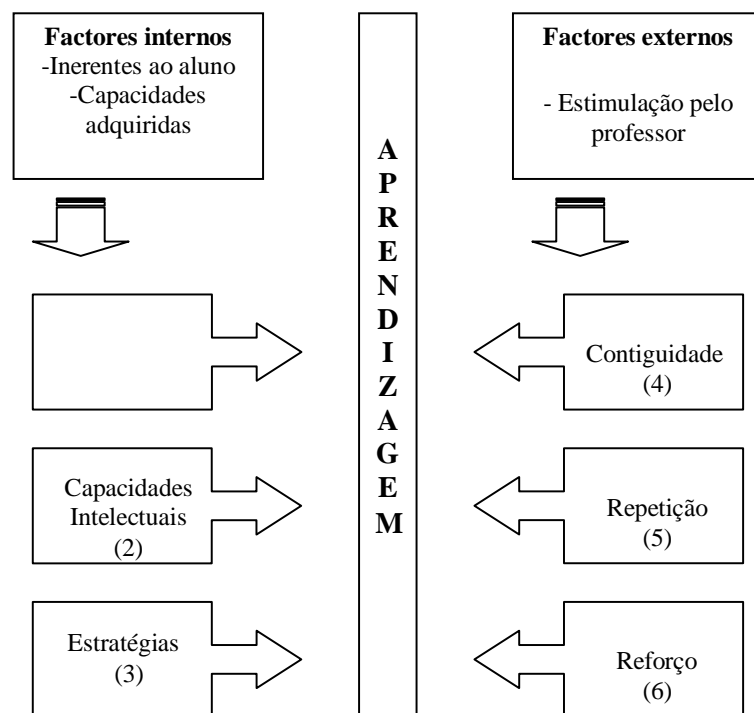 Factores internos
-Inerentes ao aluno
-Capacidades
adquiridas
Factores externos
- Estimulação pelo
professor
A
P
R
E
N
D
I
Z
A
G
E
M
Contiguidade
(4)
Capacidades
Intelectuais
(2)
Repetição
(5)
Estratégias
(3)
Reforço
(6)